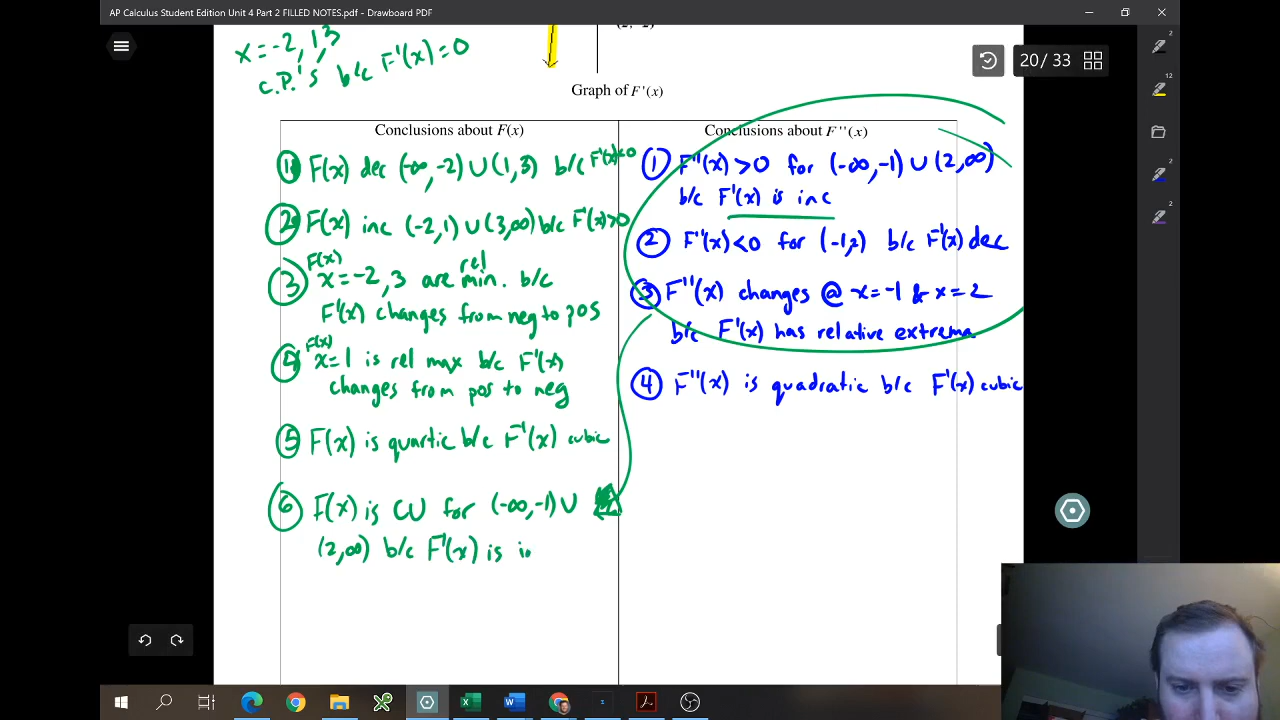 AP Calculus Student Edition Unit 4 Part 2 FILLED NOTES.pdf - Drawboard PDF
x=-2, 1, 3
C.P.'s b/c F'(x)=0
20/33
Graph of F'(x)
Conclusions about F(x)
① F(x) dec (-∞,-2) ∪ (1,3) b/c F'(x)<0
② F(x) inc (-2,1) ∪ (3,∞) b/c F'(x)>0
F(x) rel
③ x=-2,3 are min. b/c
F'(x) changes from neg to pos
F(x)
④ x=1 is rel max b/c F'(x)
changes from pos to neg
⑤ F(x) is quartic b/c F'(x) cubic
⑥ F(x) is CU for (-∞,-1) ∪
(2,∞) b/c F'(x) is i
Conclusions about F''(x)
① F''(x)>0 for (-∞,-1) ∪ (2,∞)
b/c F'(x) is inc
② F''(x)<0 for (-1,2) b/c F'(x) dec
③ F''(x) changes @ x=-1 & x=2
b/c F'(x) has relative extrema
④ F''(x) is quadratic b/c F'(x) cubic
2
12
2
2